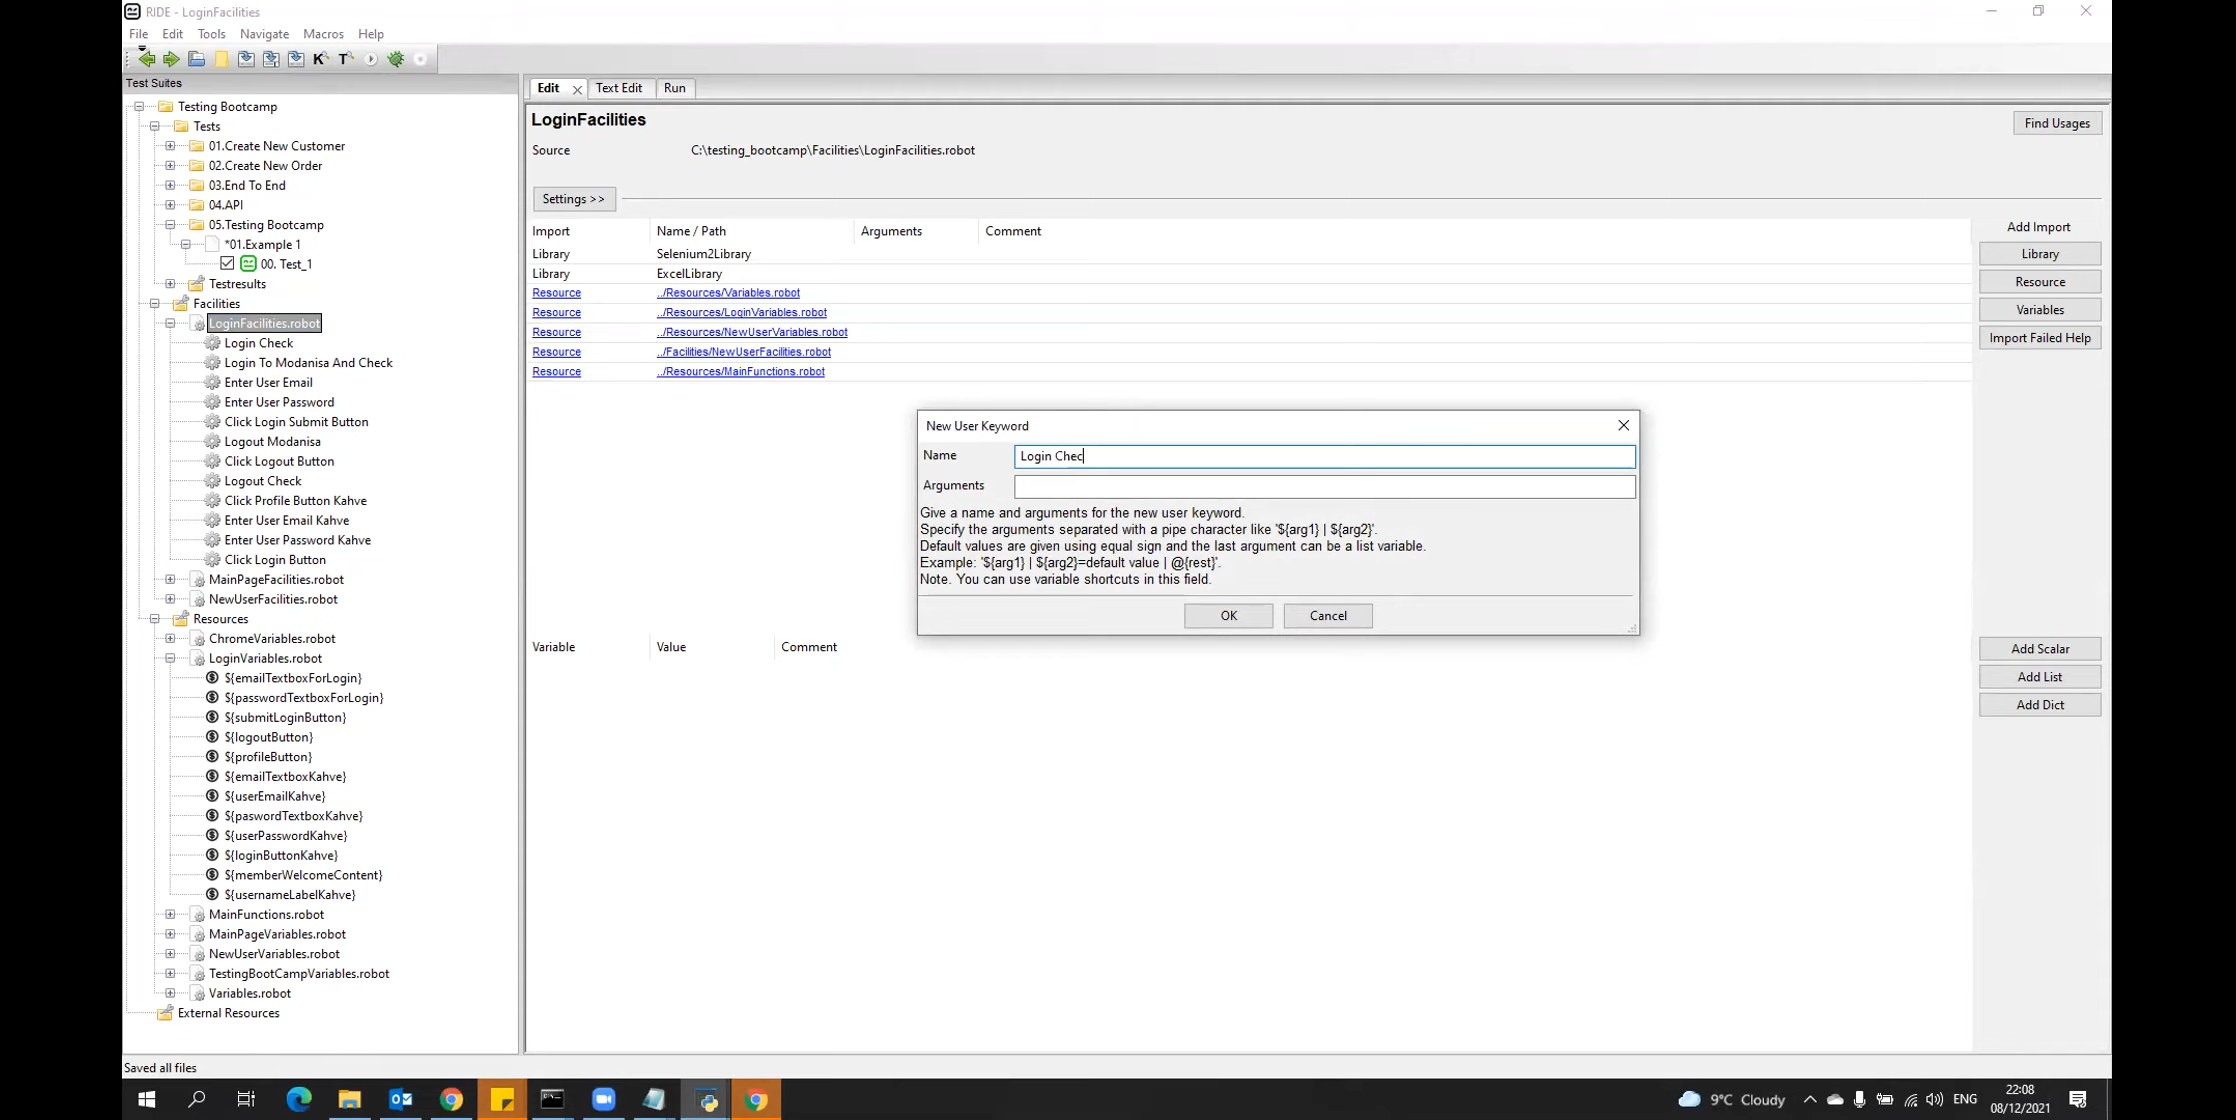 RIDE - LoginFacilities
File Edit Tools Navigate Macros Help
K T
Test Suites
Testing Bootcamp
Tests
01.Create New Customer
02.Create New Order
03.End To End
04.API
05.Testing Bootcamp
*01.Example 1
00. Test_1
Testresults
Facilities
LoginFacilities.robot
Login Check
Login To Modanisa And Check
Enter User Email
Enter User Password
Click Login Submit Button
Logout Modanisa
Click Logout Button
Logout Check
Click Profile Button Kahve
Enter User Email Kahve
Enter User Password Kahve
Click Login Button
MainPageFacilities.robot
NewUserFacilities.robot
Resources
ChromeVariables.robot
LoginVariables.robot
${emailTextboxForLogin}
${passwordTextboxForLogin}
${submitLoginButton}
${logoutButton}
${profileButton}
${emailTextboxKahve}
${userEmailKahve}
${paswordTextboxKahve}
${userPasswordKahve}
${loginButtonKahve}
${memberWelcomeContent}
${usernameLabelKahve}
MainFunctions.robot
MainPageVariables.robot
NewUserVariables.robot
TestingBootCampVariables.robot
Variables.robot
External Resources
Edit Text Edit Run
LoginFacilities
Find Usages
Source C:\testing_bootcamp\Facilities\LoginFacilities.robot
Settings >>
Import Name / Path Arguments Comment
Library Selenium2Library
Library ExcelLibrary
Resource ../Resources/Variables.robot
Resource ../Resources/LoginVariables.robot
Resource ../Resources/NewUserVariables.robot
Resource ../Facilities/NewUserFacilities.robot
Resource ../Resources/MainFunctions.robot
Add Import
Library
Resource
Variables
Import Failed Help
New User Keyword
Name Login Chec
Arguments
Give a name and arguments for the new user keyword.
Specify the arguments separated with a pipe character like '${arg1} | ${arg2}'.
Default values are given using equal sign and the last argument can be a list variable.
Example: '${arg1} | ${arg2}=default value | @{rest}'.
Note. You can use variable shortcuts in this field.
OK Cancel
Variable Value Comment
Add Scalar
Add List
Add Dict
Saved all files
9°C Cloudy ENG 22:08
08/12/2021